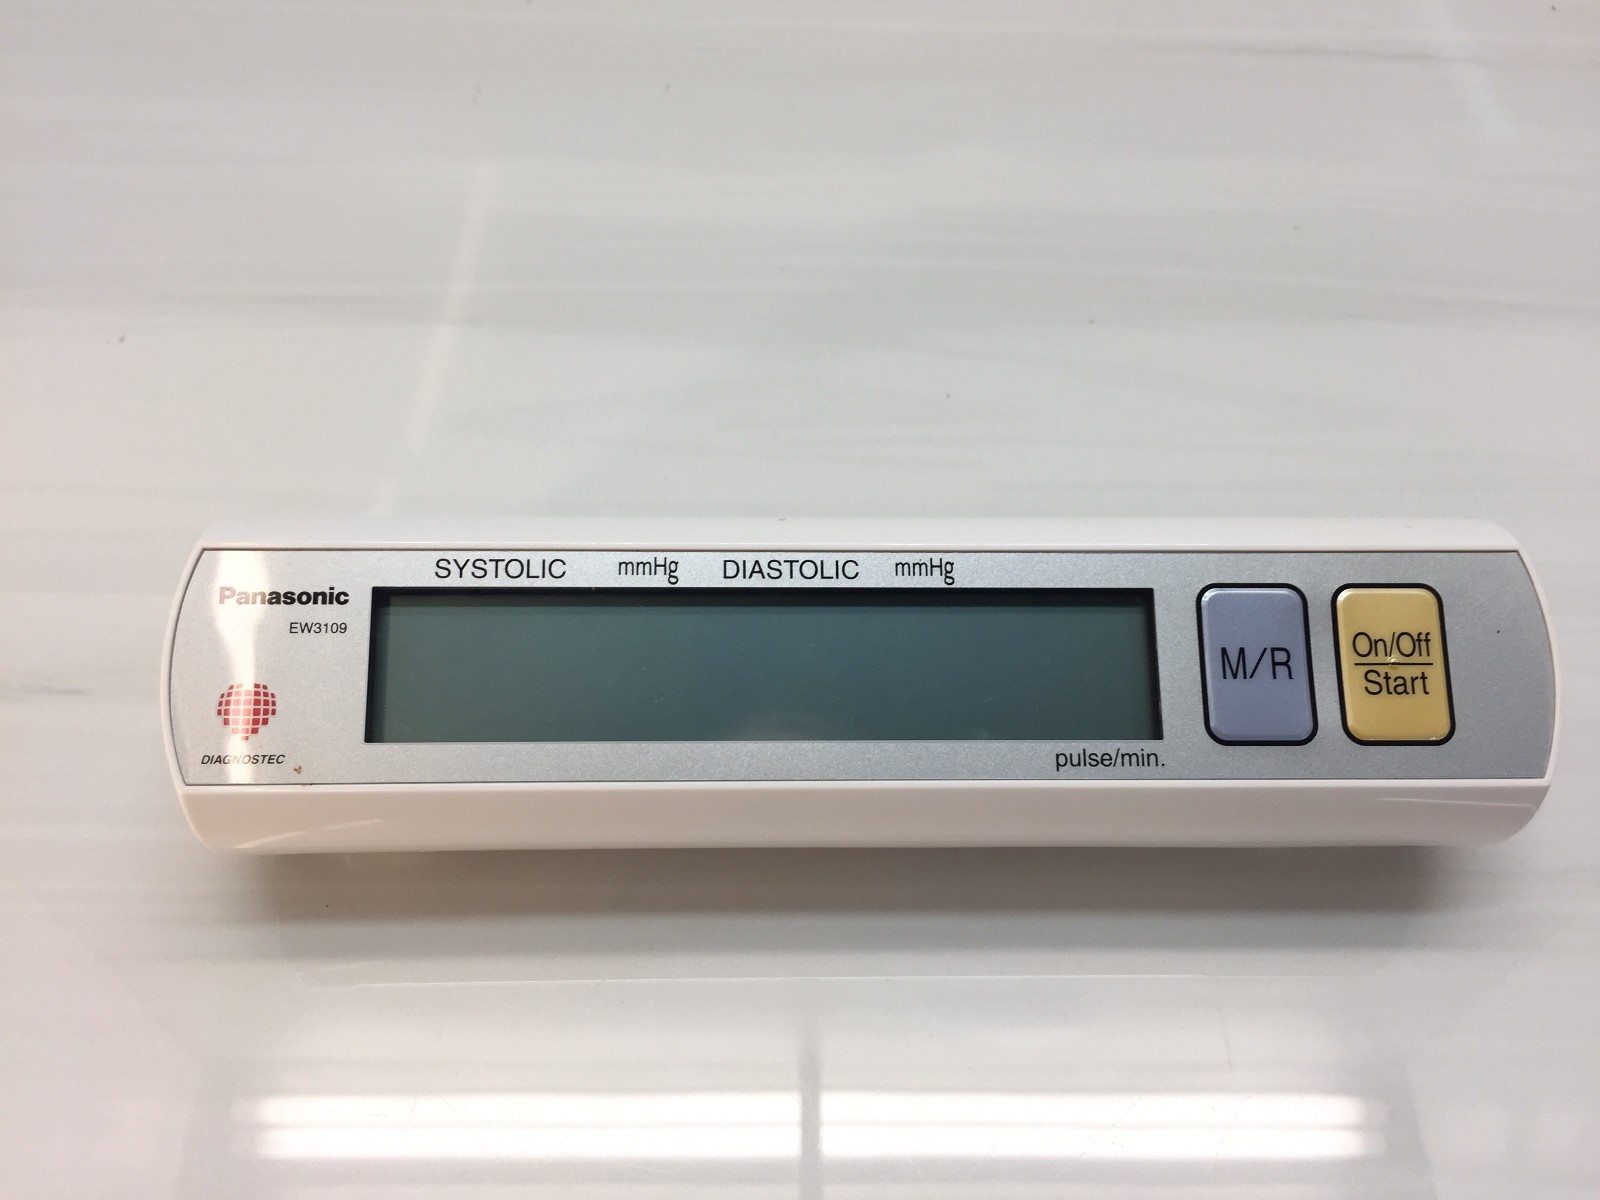 SYSTOLIC mmHg DIASTOLIC mmHg
Panasonic
EW3109
DIAGNOSTEC
pulse/min.
M/R
On/Off
Start